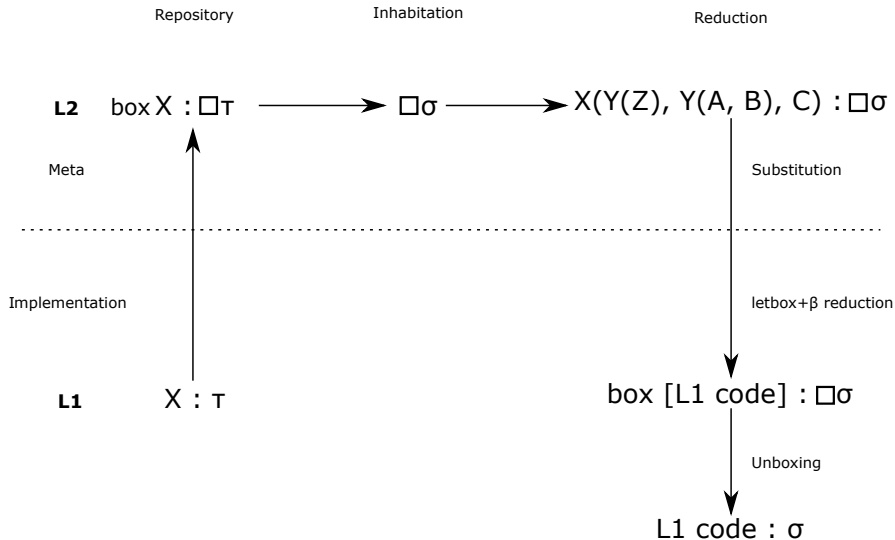 Repository Inhabitation Reduction
L2 box X : □τ □σ X(Y(Z), Y(A, B), C) : □σ
Meta Substitution
Implementation letbox+β reduction
L1 X : τ box [L1 code] : □σ
Unboxing
L1 code : σ